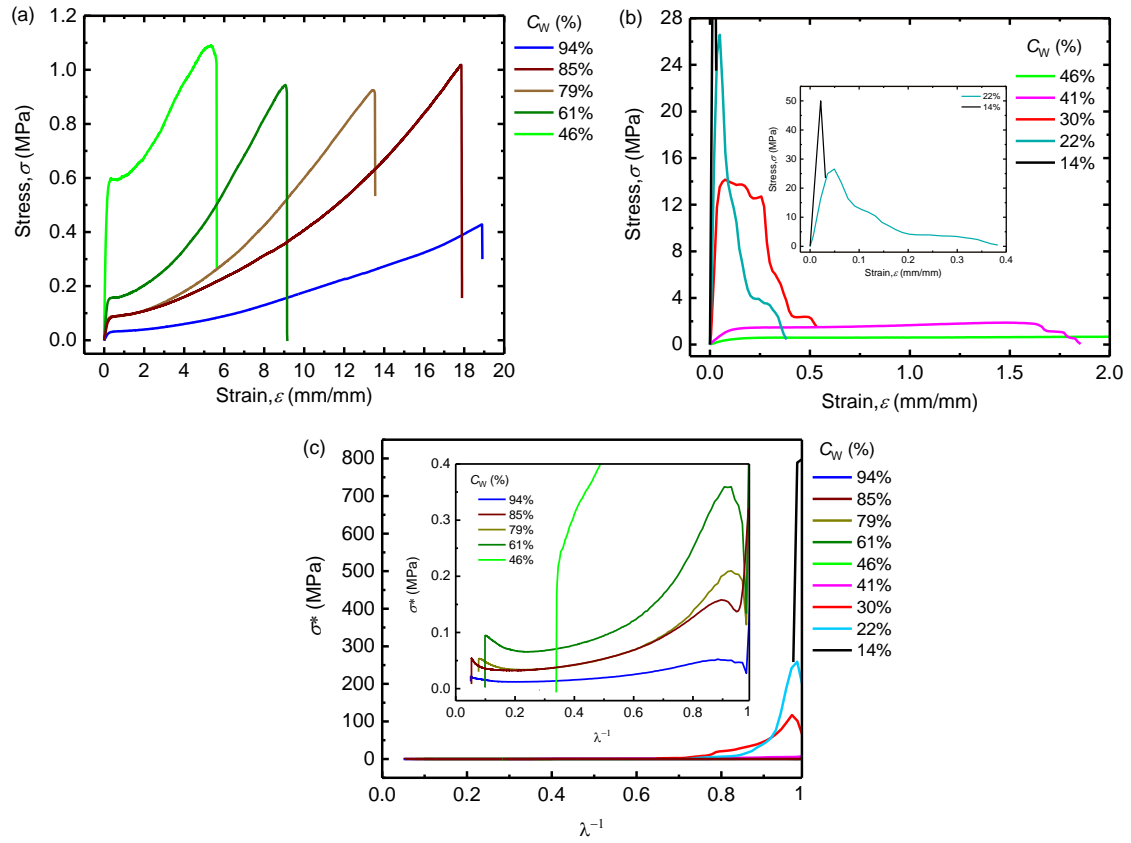 (a)
1.2
1.0
0.8
0.6
0.4
0.2
0.0
Stress, σ (MPa)
0 2 4 6 8 10 12 14 16 18 20
Strain, ε (mm/mm)
C_W (%)
94%
85%
79%
61%
46%
(b)
28
24
20
16
12
8
4
0
Stress, σ (MPa)
0.0 0.5 1.0 1.5 2.0
Strain, ε (mm/mm)
C_W (%)
46%
41%
30%
22%
14%
50
40
30
20
10
0
Stress, σ (MPa)
0.0 0.1 0.2 0.3 0.4
Strain, ε (mm/mm)
22%
14%
(c)
800
700
600
500
400
300
200
100
0
σ* (MPa)
0.0 0.2 0.4 0.6 0.8 1
λ⁻¹
C_W (%)
94%
85%
79%
61%
46%
41%
30%
22%
14%
0.4
0.3
0.2
0.1
0.0
σ* (MPa)
0.0 0.2 0.4 0.6 0.8 1
λ⁻¹
C_W (%)
94%
85%
79%
61%
46%